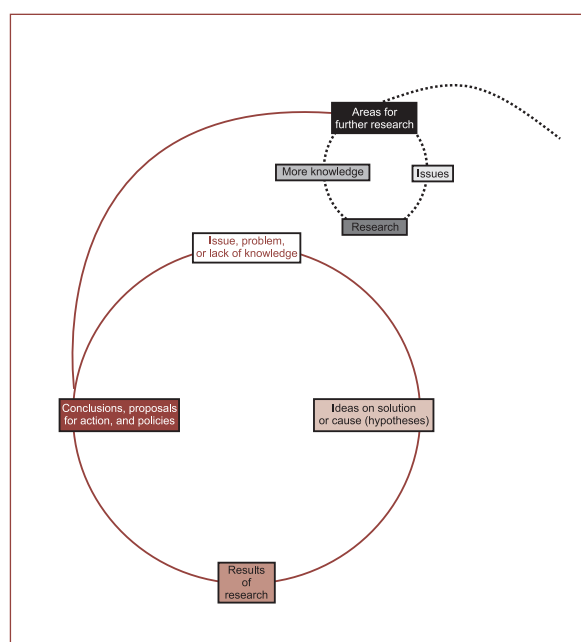 Areas for
further research
More knowledge
Issues
Research
Issue, problem,
or lack of knowledge
Conclusions, proposals
for action, and policies
Ideas on solution
or cause (hypotheses)
Results
of
research